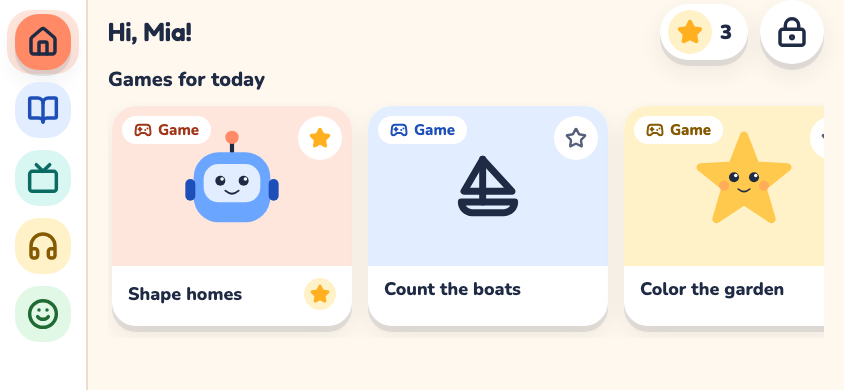 Hi, Mia!
3
Games for today
Game
Game
Game
Shape homes
Count the boats
Color the garden